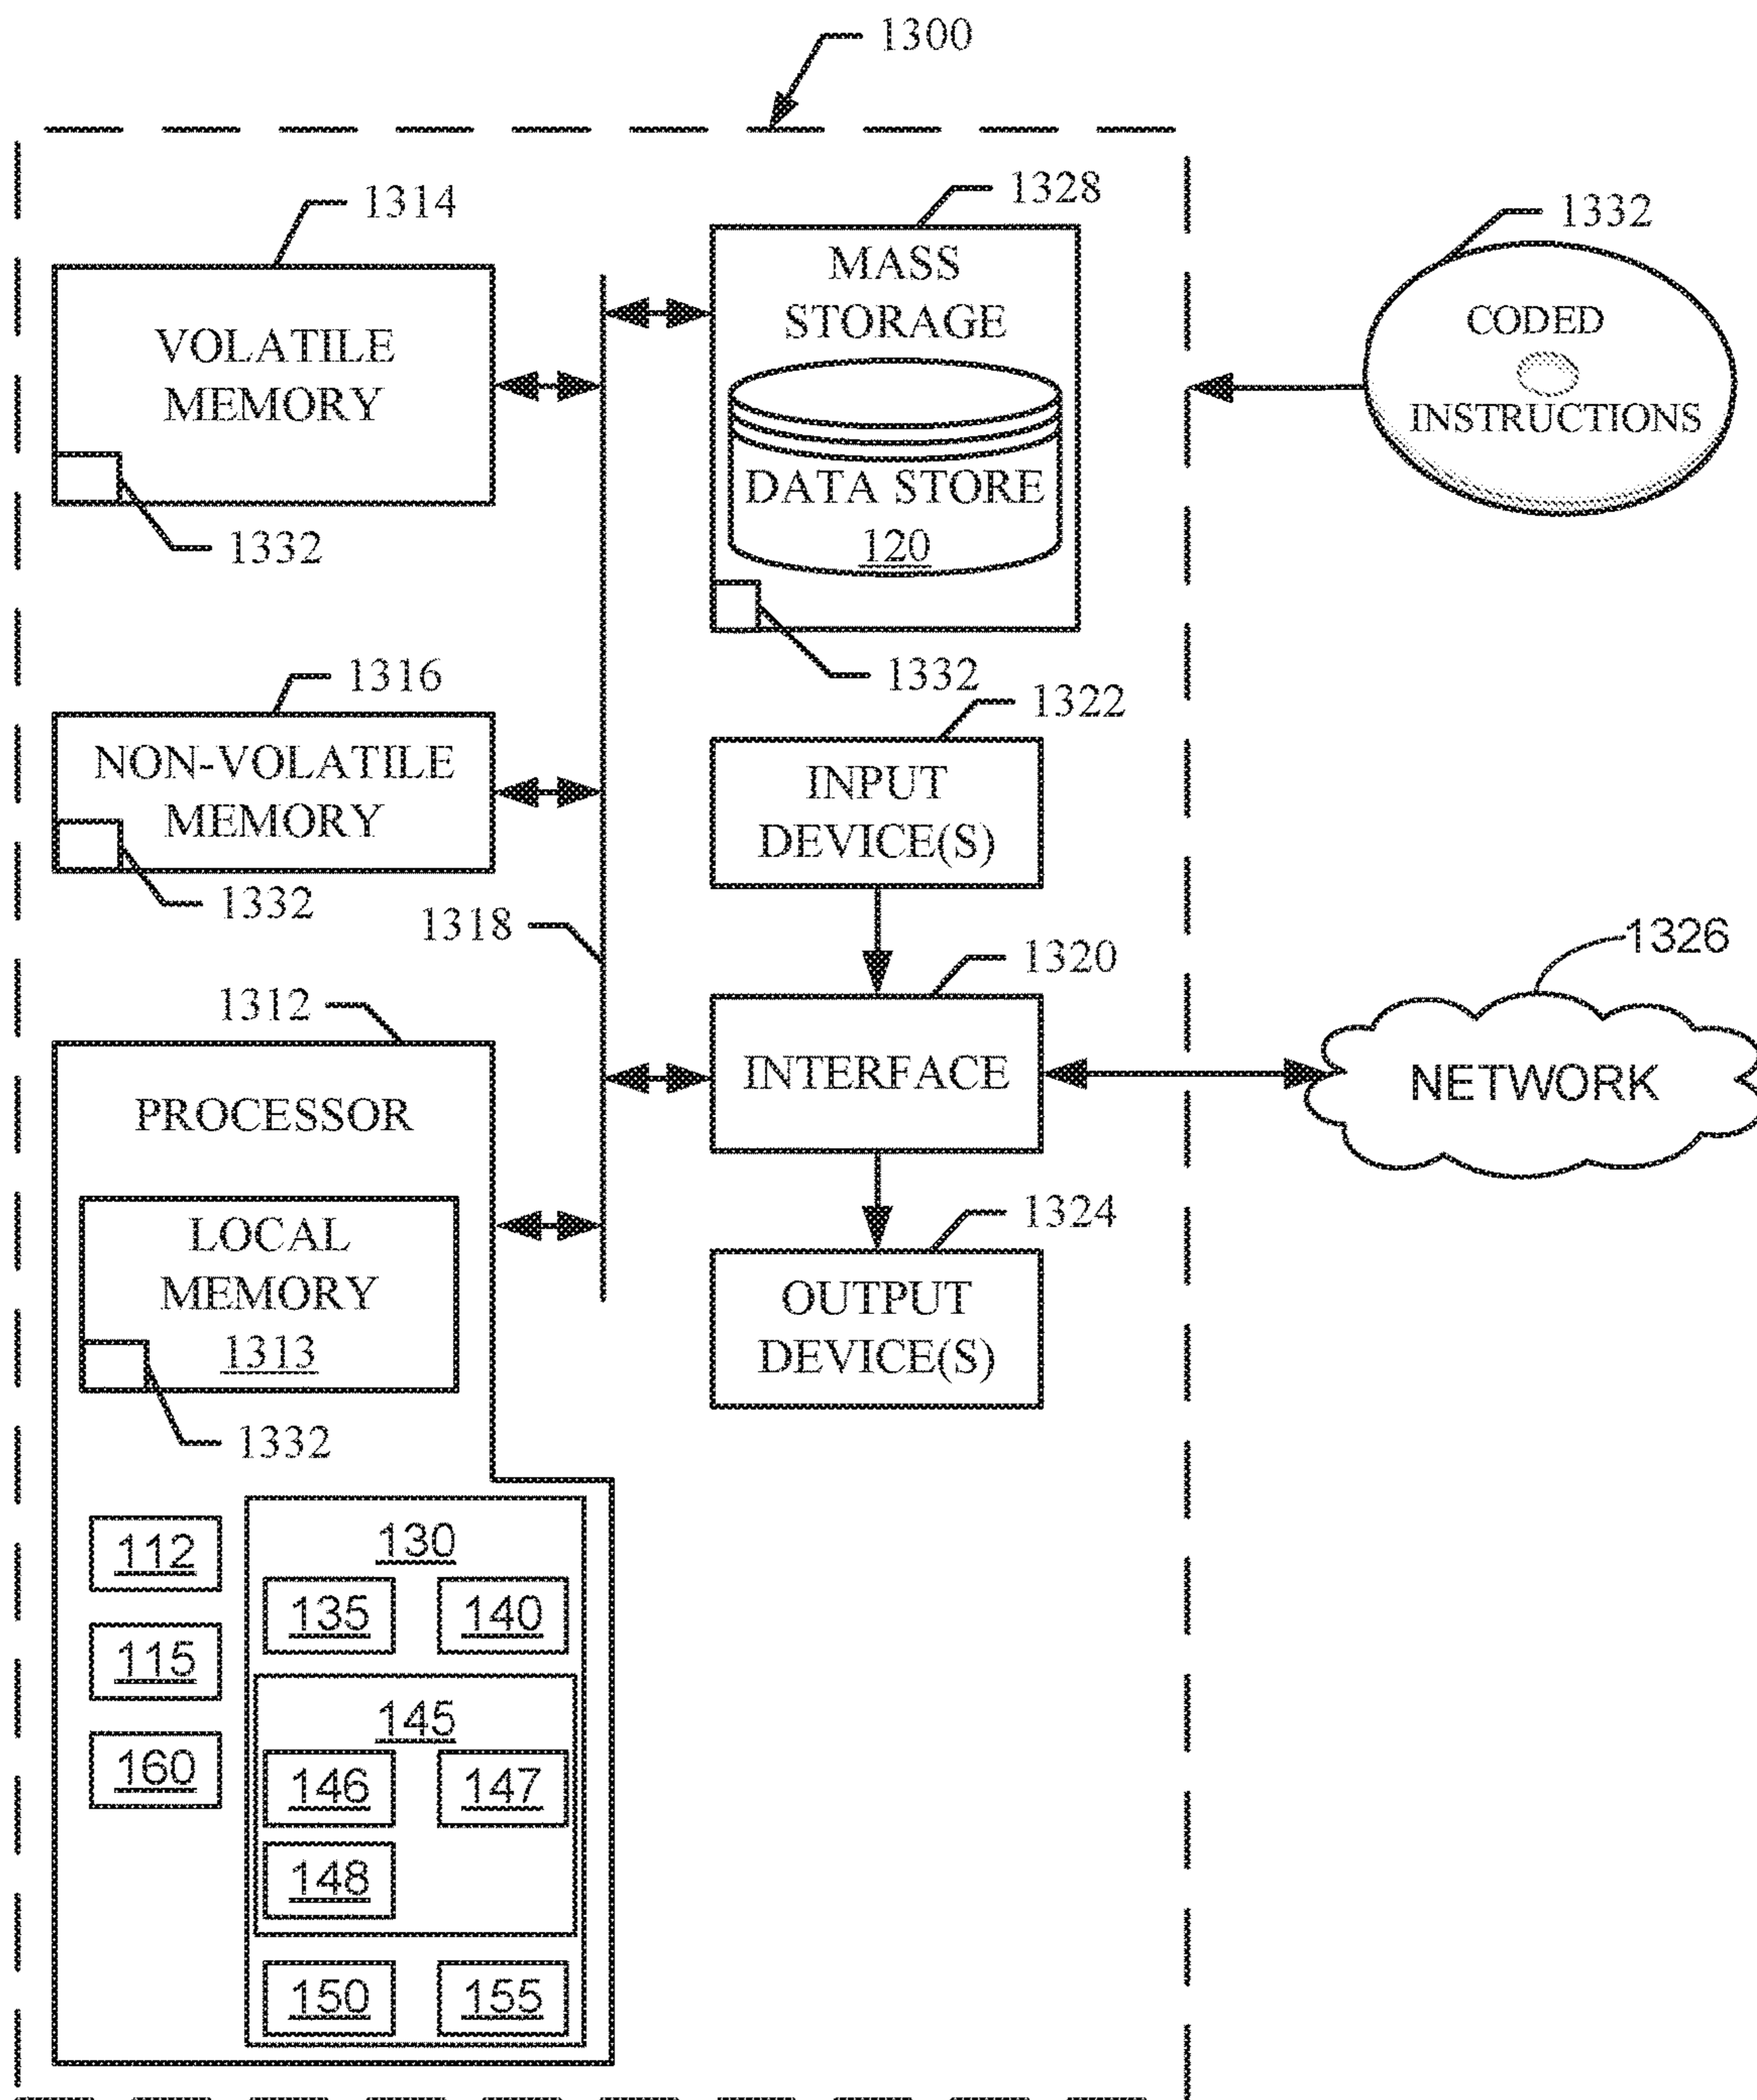 1300
1314
VOLATILE
MEMORY
1332
1328
MASS
STORAGE
DATA STORE
120
1332
1332
CODED
INSTRUCTIONS
1316
NON-VOLATILE
MEMORY
1332
1318
1322
INPUT
DEVICE(S)
1320
INTERFACE
1326
NETWORK
1324
OUTPUT
DEVICE(S)
1312
PROCESSOR
LOCAL
MEMORY
1313
1332
112
115
160
130
135 140
145
146 147
148
150 155